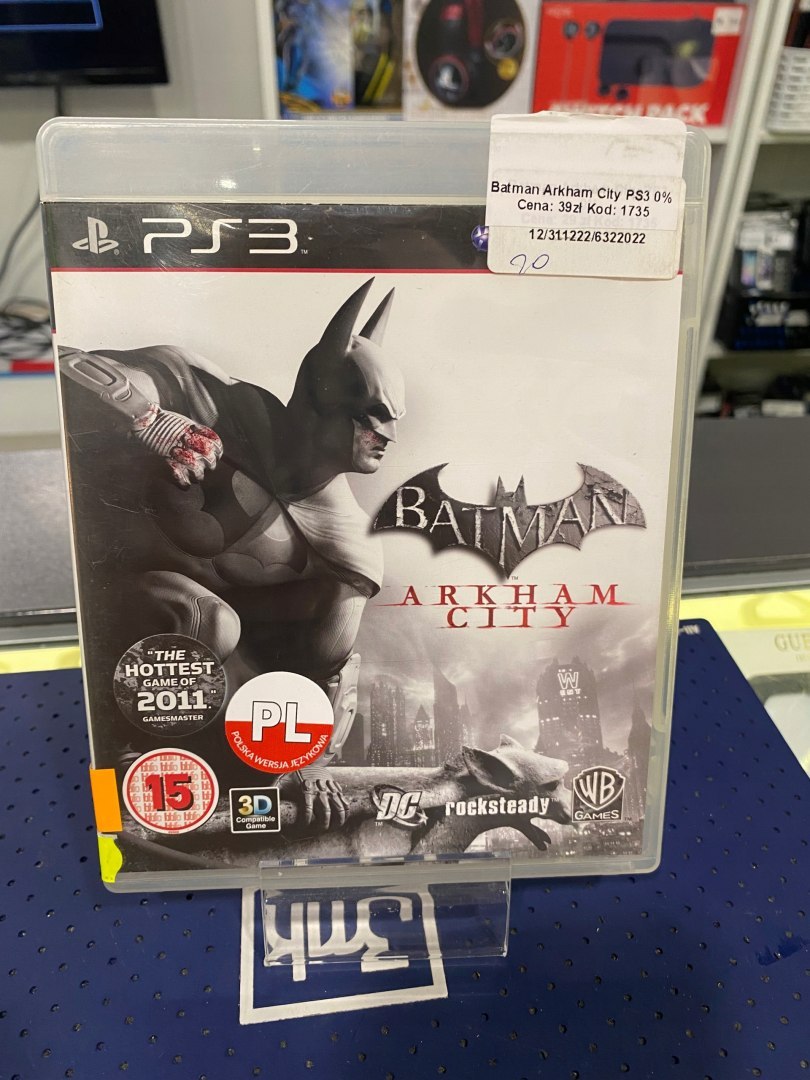 Batman Arkham City PS3 0%
Cena: 39zł Kod: 1735
12/311222/6322022
20
PS3
BATMAN
ARKHAM
CITY
"THE
HOTTEST
GAME OF
2011."
GAMESMASTER
PL
POLSKA WERSJA JĘZYKOWA
15
3D
Compatible
Game
DC
rocksteady
WB
GAMES
W
3mk